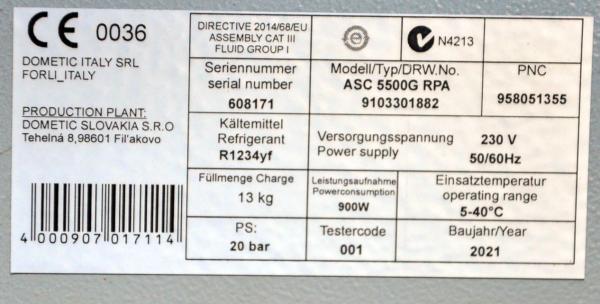 CE 0036
DOMETIC ITALY SRL
FORLI_ITALY
PRODUCTION PLANT:
DOMETIC SLOVAKIA S.R.O
Tehelná 8,98601 Fil'akovo
4 000907 017114
DIRECTIVE 2014/68/EU
ASSEMBLY CAT III
FLUID GROUP I
N4213
Seriennummer
serial number
608171
Modell/Typ/DRW.No.
ASC 5500G RPA
9103301882
PNC
958051355
Kältemittel
Refrigerant
R1234yf
Versorgungsspannung 230 V
Power supply 50/60Hz
Füllmenge Charge
13 kg
Leistungsaufnahme
Powerconsumption
900W
Einsatztemperatur
operating range
5-40°C
PS:
20 bar
Testercode
001
Baujahr/Year
2021